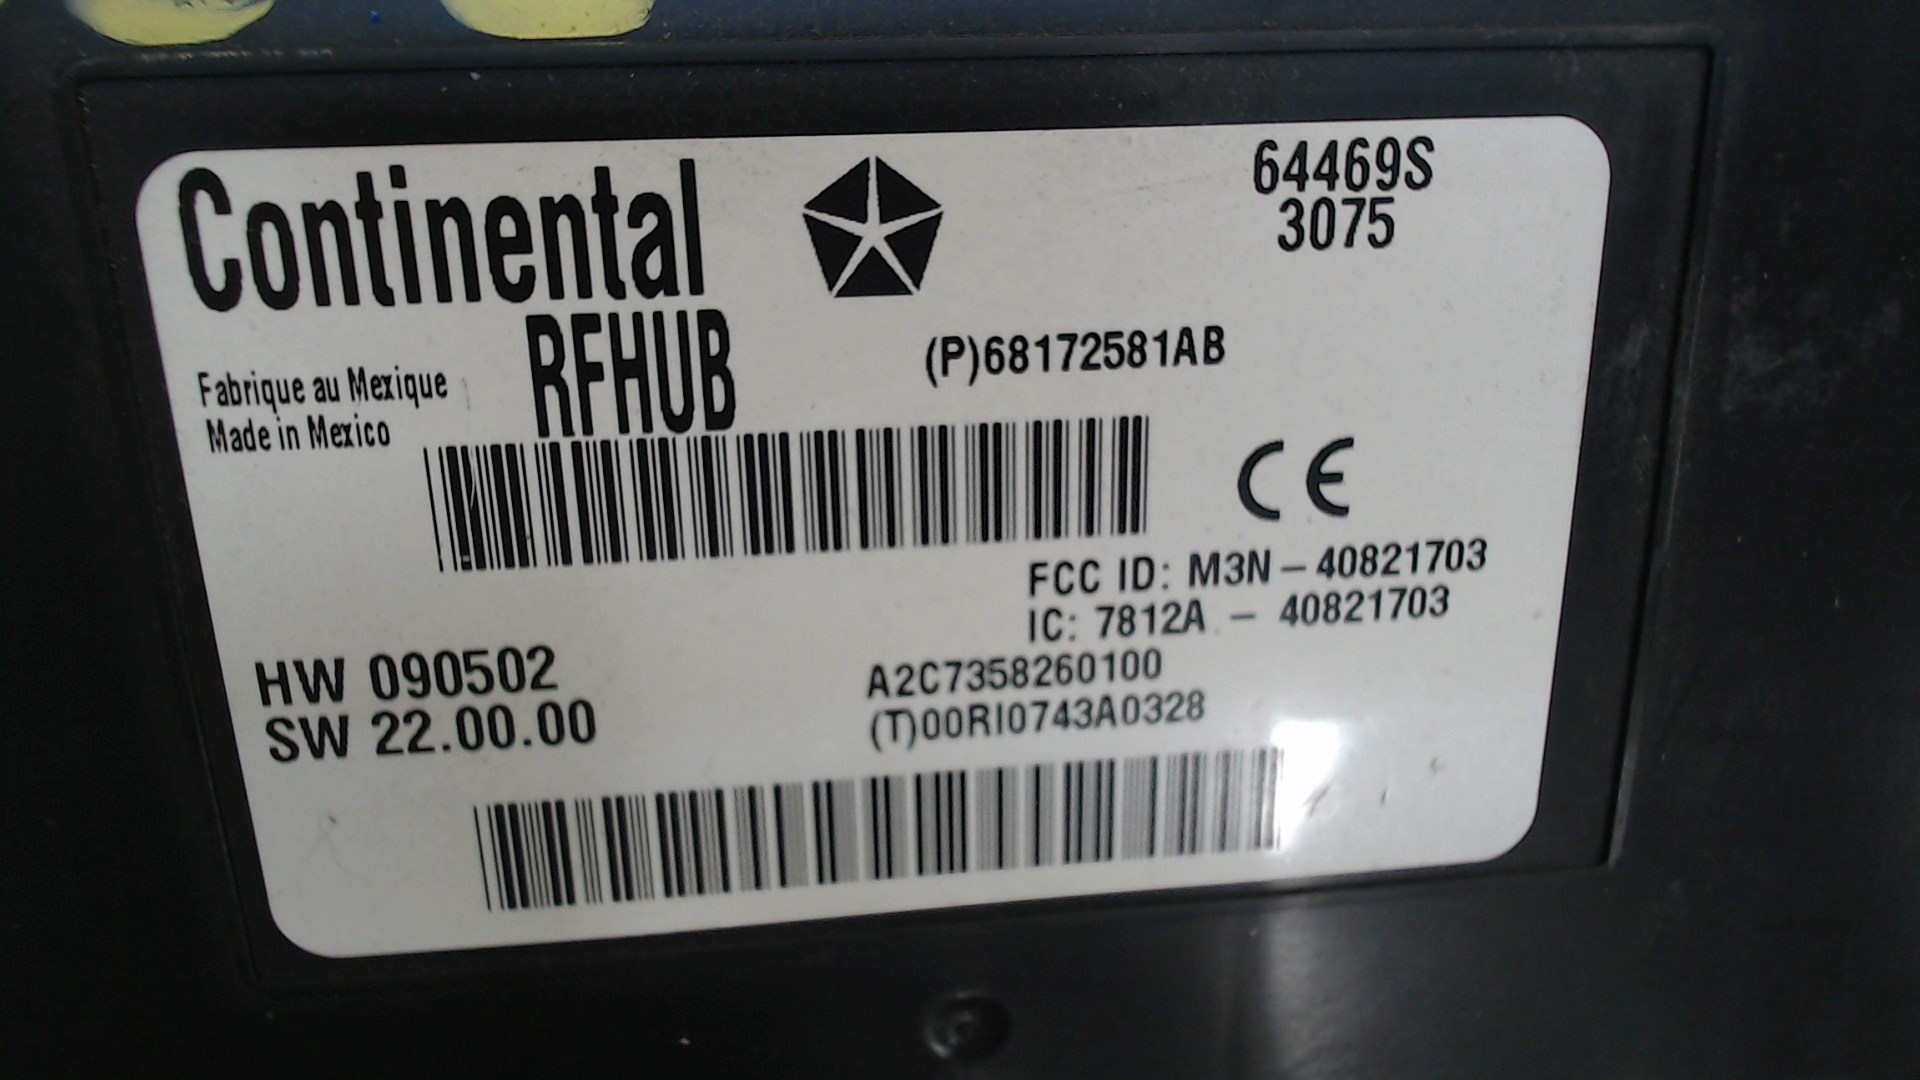 Continental
64469S
3075
RFHUB
(P)68172581AB
Fabrique au Mexique
Made in Mexico
CE
FCC ID: M3N-40821703
IC: 7812A - 40821703
HW 090502
SW 22.00.00
A2C7358260100
(T)00RI0743A0328